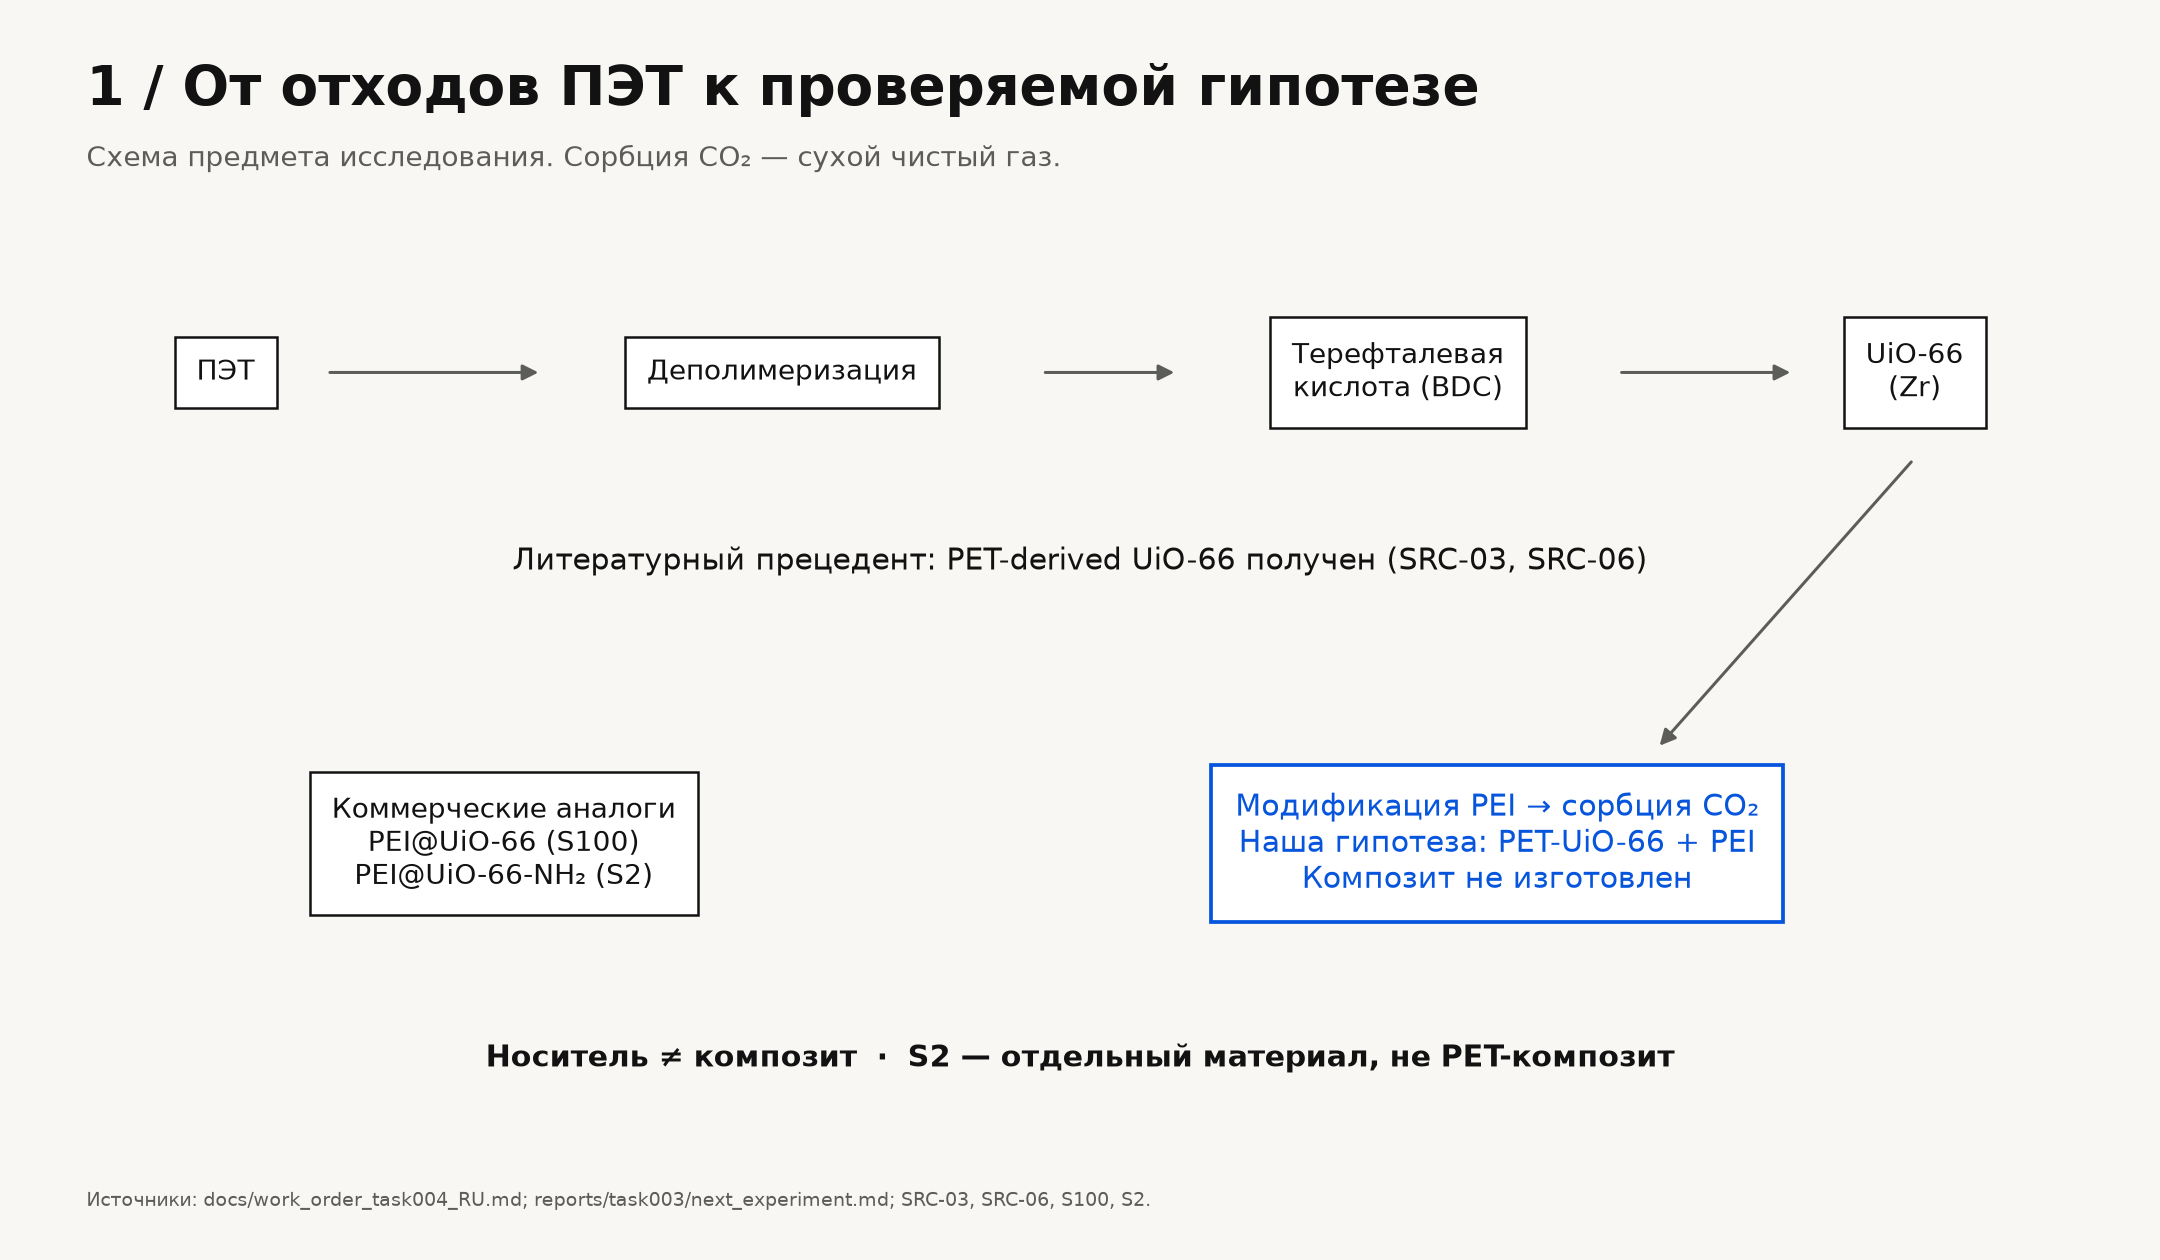 1 / От отходов ПЭТ к проверяемой гипотезе
Схема предмета исследования. Сорбция CO₂ — сухой чистый газ.
ПЭТ
Деполимеризация
Терефталевая
кислота (BDC)
UiO-66
(Zr)
Литературный прецедент: PET-derived UiO-66 получен (SRC-03, SRC-06)
Коммерческие аналоги
PEI@UiO-66 (S100)
PEI@UiO-66-NH₂ (S2)
Модификация PEI → сорбция CO₂
Наша гипотеза: PET-UiO-66 + PEI
Композит не изготовлен
Носитель ≠ композит · S2 — отдельный материал, не PET-композит
Источники: docs/work_order_task004_RU.md; reports/task003/next_experiment.md; SRC-03, SRC-06, S100, S2.